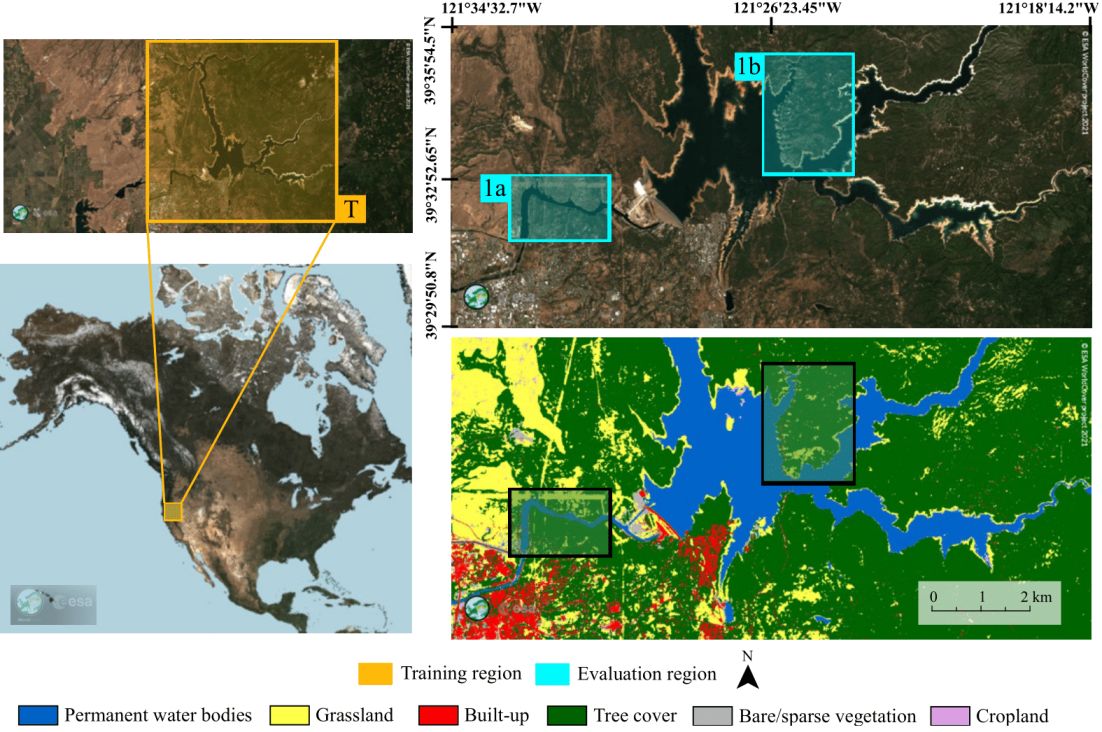 121°34'32.7"W
121°26'23.45"W
121°18'14.2"W
39°35'54.5"N
39°32'52.65"N
39°29'50.8"N
T
1a
1b
© ESA WorldCover project 2021
© ESA WorldCover project 2021
esa
0 1 2 km
Training region
Evaluation region
N
Permanent water bodies
Grassland
Built-up
Tree cover
Bare/sparse vegetation
Cropland